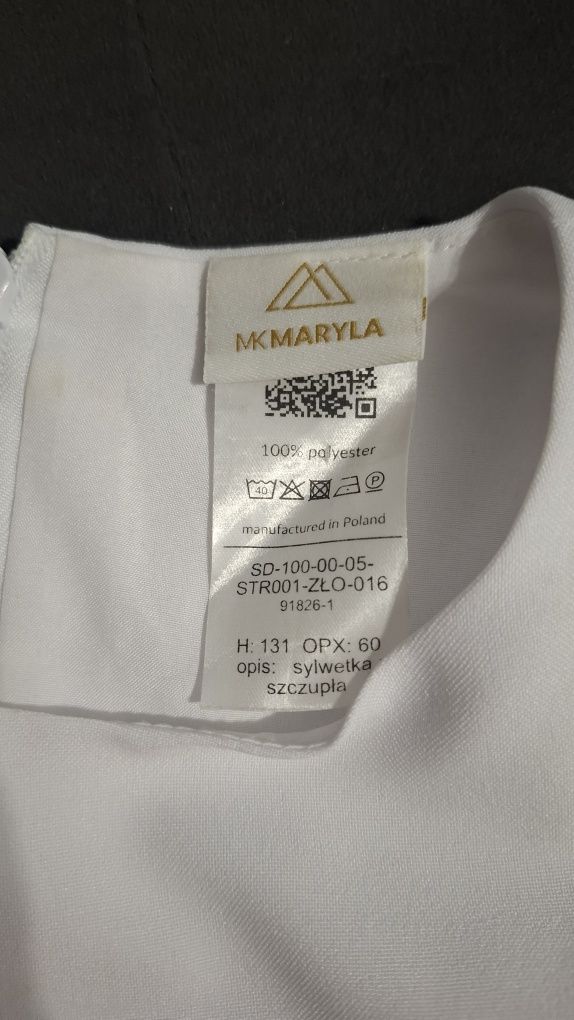 MKMARYLA
100% polyester
40 P
manufactured in Poland
SD-100-00-05-
STR001-ZŁO-016
91826-1
H: 131 OPX: 60
opis: sylwetka -
szczupła